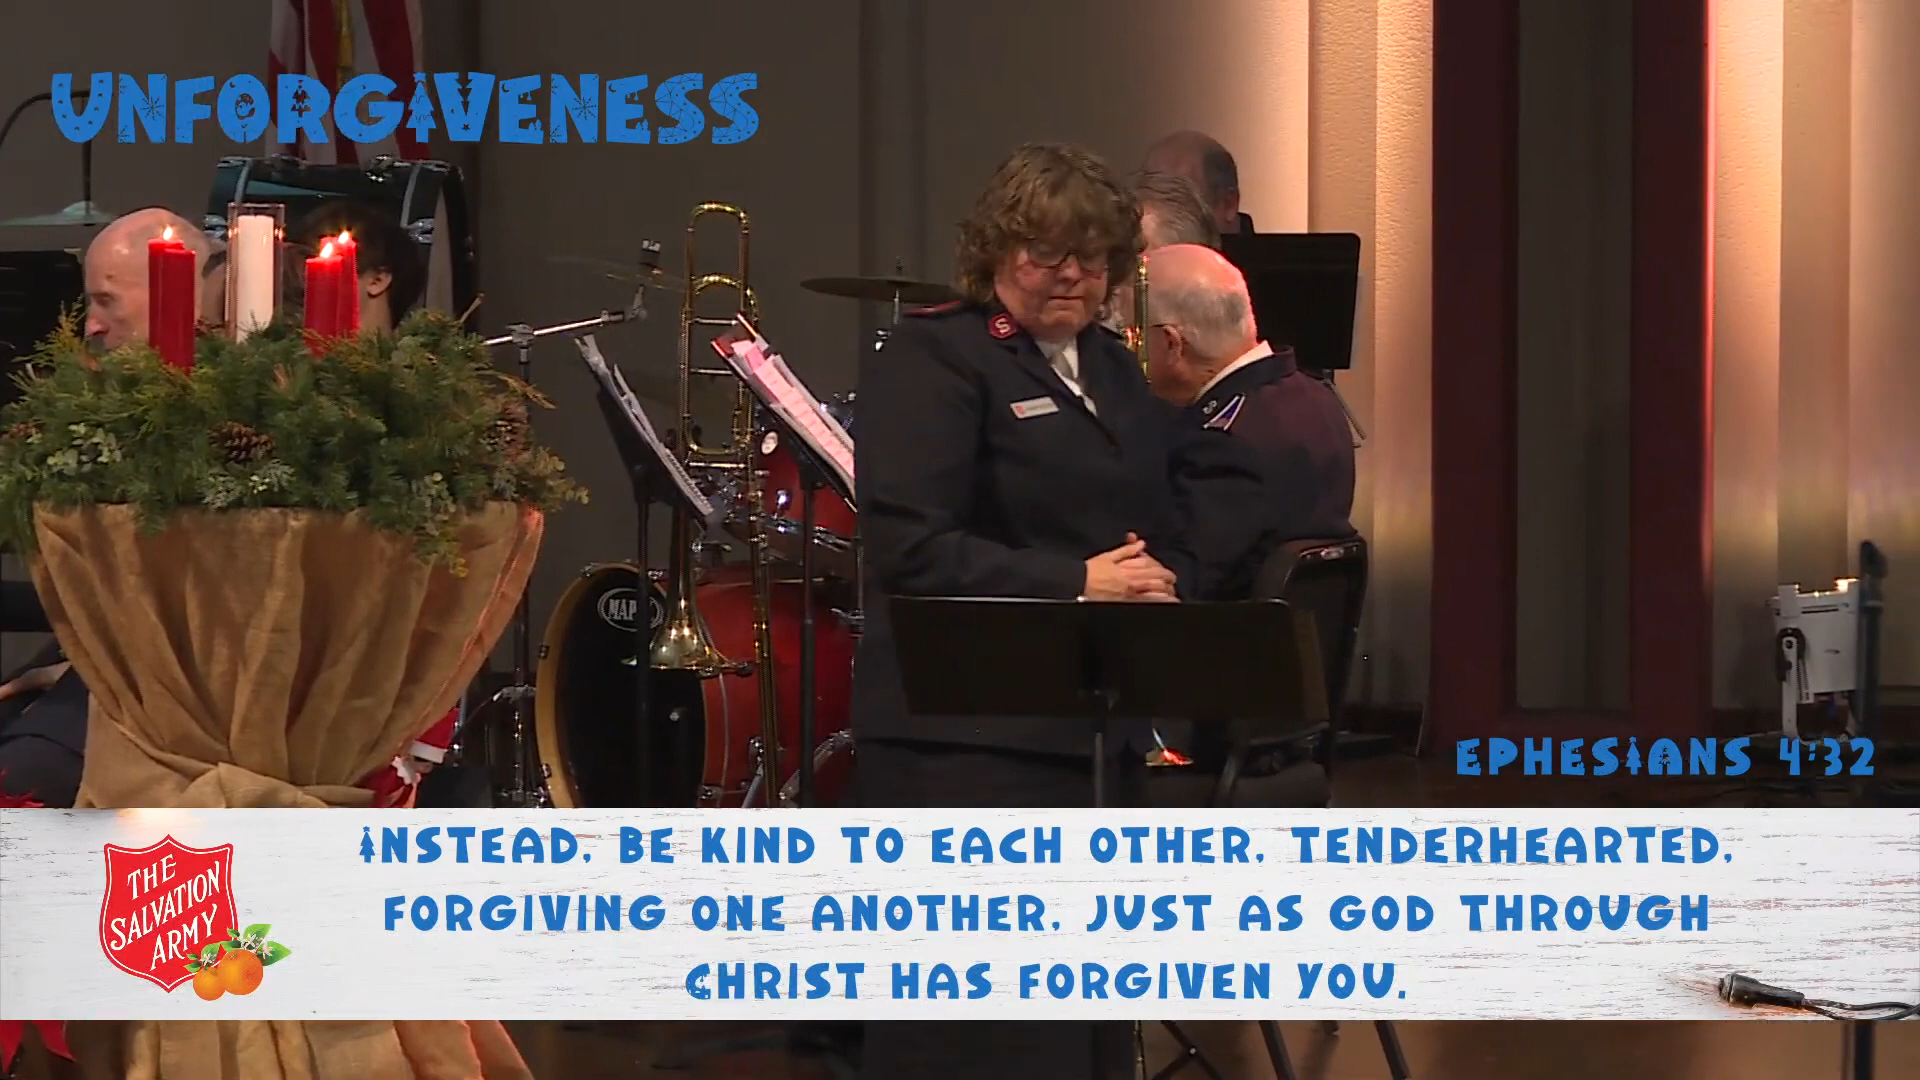 UNFORGIVENESS
S
MAP
EPHESIANS 4:32
THE
SALVATION
ARMY
INSTEAD, BE KIND TO EACH OTHER, TENDERHEARTED,
FORGIVING ONE ANOTHER, JUST AS GOD THROUGH
CHRIST HAS FORGIVEN YOU.